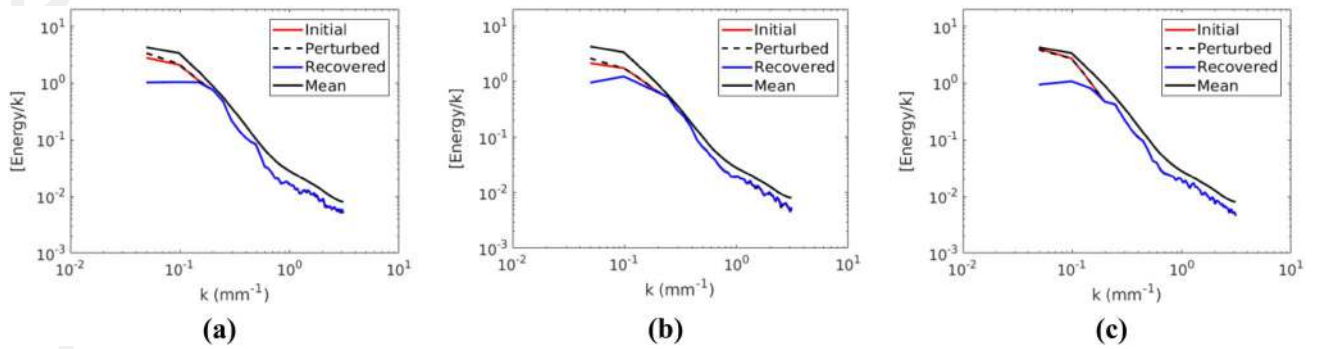 10^1
10^0
10^-1
10^-2
10^-3
[Energy/k]
Initial
Perturbed
Recovered
Mean
10^-2 10^-1 10^0 10^1
k (mm^-1)
(a)
10^1
10^0
10^-1
10^-2
10^-3
[Energy/k]
Initial
Perturbed
Recovered
Mean
10^-2 10^-1 10^0 10^1
k (mm^-1)
(b)
10^1
10^0
10^-1
10^-2
10^-3
[Energy/k]
Initial
Perturbed
Recovered
Mean
10^-2 10^-1 10^0 10^1
k (mm^-1)
(c)